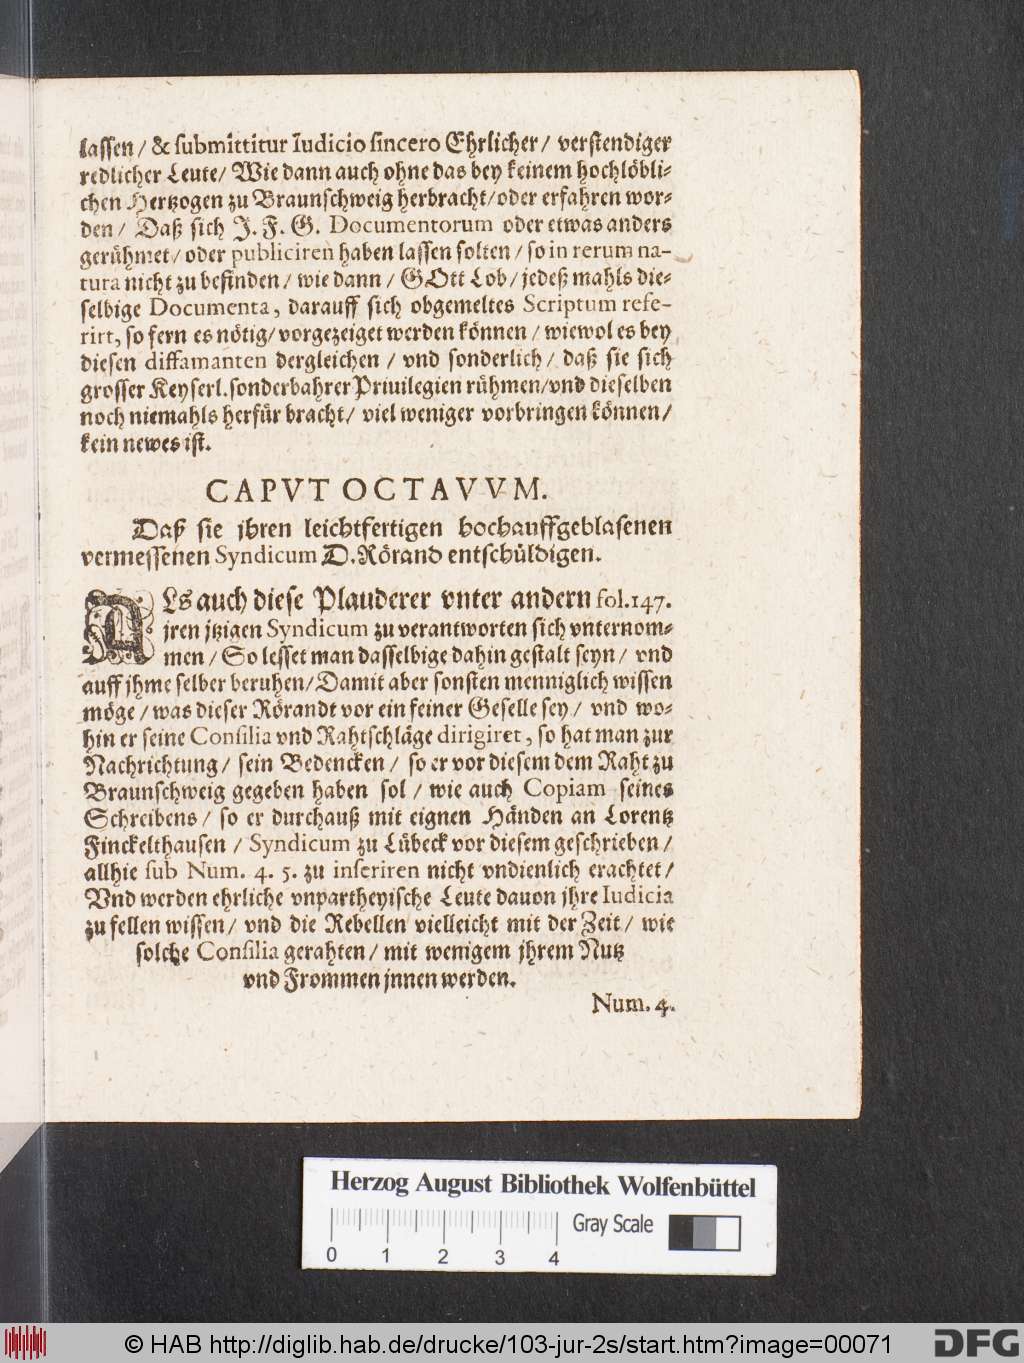 lassen / & submittitur Iudicio sincero Ehrlicher / verstendiger
redlicher Leute / Wie dann auch ohne das bey keinem hochlöbli-
chen Hertzogen zu Braunschweig herbracht / oder erfahren wor-
den / Daß sich J. F. G. Documentorum oder etwas anders
gerühmet / oder publiciren haben lassen solten / so in rerum na-
tura nicht zu befinden / wie dann / GOtt Lob / jedeß mahls die-
selbige Documenta, darauff sich obgemeltes Scriptum refe-
rirt, so fern es nötig / vorgezeiget werden können / wiewol es bey
diesen diffamanten dergleichen / vnd sonderlich / daß sie sich
grosser Keyserl. sonderbahrer Priuilegien rühmen / vnd dieselben
noch niemahls herfür bracht / viel weniger vorbringen können /
kein newes ist.
CAPVT OCTAVVM.
Daß sie jhren leichtfertigen hochauffgeblasenen
vermessenen Syndicum D. Rörand entschüldigen.
ALs auch diese Plauderer vnter andern fol. 147.
jren jtzigen Syndicum zu verantworten sich vnternom-
men / So lesset man dasselbige dahin gestalt seyn / vnd
auff jhme selber beruhen / Damit aber sonsten menniglich wissen
möge / was dieser Rörandt vor ein feiner Geselle sey / vnd wo-
hin er seine Consilia vnd Rahtschläge dirigiret, so hat man zur
Nachrichtung / sein Bedencken / so er vor diesem dem Raht zu
Braunschweig gegeben haben sol / wie auch Copiam seines
Schreibens / so er durchauß mit eignen Händen an Lorentz
Finckelthausen / Syndicum zu Lübeck vor diesem geschrieben /
allhie sub Num. 4. 5. zu inseriren nicht vndienlich erachtet /
Vnd werden ehrliche vnpartheyische Leute dauon jhre Iudicia
zu fellen wissen / vnd die Rebellen vielleicht mit der Zeit / wie
solche Consilia gerahten / mit wenigem jhrem Nutz
vnd Frommen jnnen werden.
Num. 4.
Herzog August Bibliothek Wolfenbüttel
Gray Scale
0 1 2 3 4
© HAB http://diglib.hab.de/drucke/103-jur-2s/start.htm?image=00071
DFG